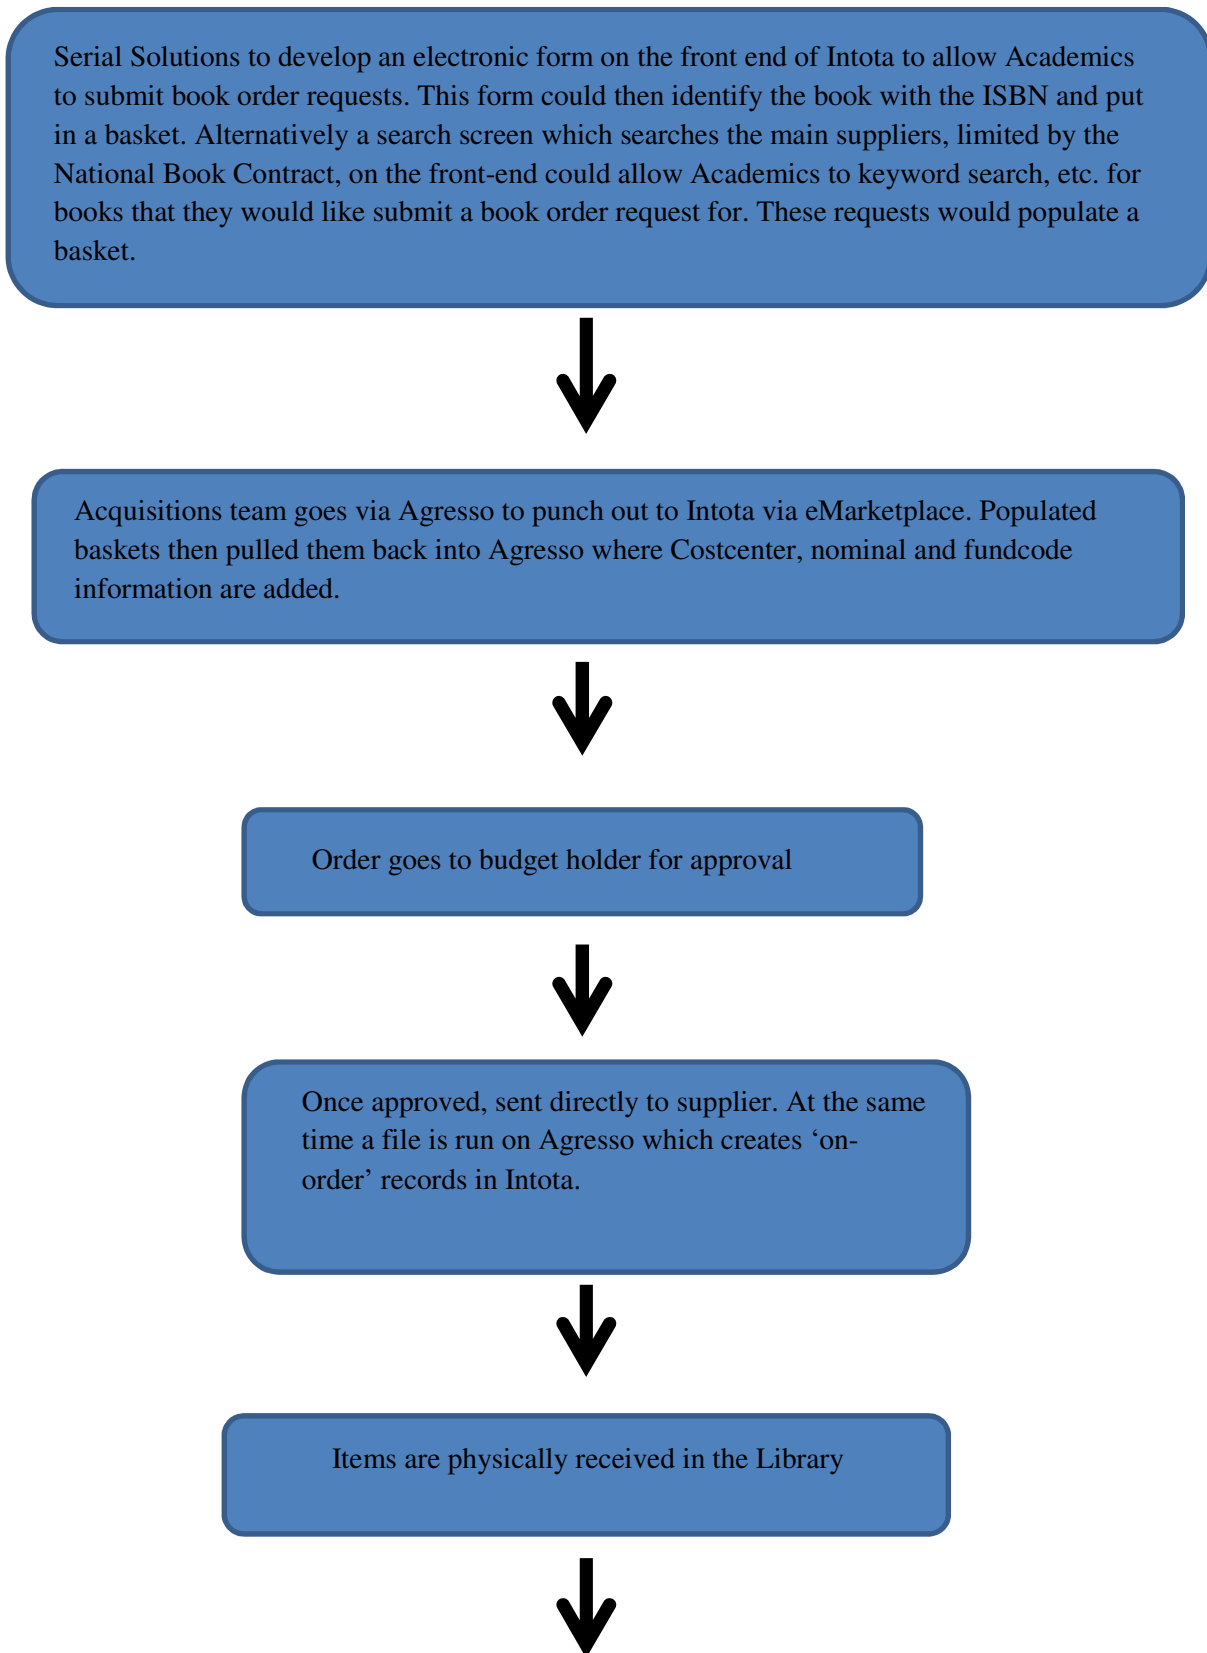 Serial Solutions to develop an electronic form on the front end of Intota to allow Academics
to submit book order requests. This form could then identify the book with the ISBN and put
in a basket. Alternatively a search screen which searches the main suppliers, limited by the
National Book Contract, on the front-end could allow Academics to keyword search, etc. for
books that they would like submit a book order request for. These requests would populate a
basket.
Acquisitions team goes via Agresso to punch out to Intota via eMarketplace. Populated
baskets then pulled them back into Agresso where Costcenter, nominal and fundcode
information are added.
Order goes to budget holder for approval
Once approved, sent directly to supplier. At the same
time a file is run on Agresso which creates ‘on-
order’ records in Intota.
Items are physically received in the Library